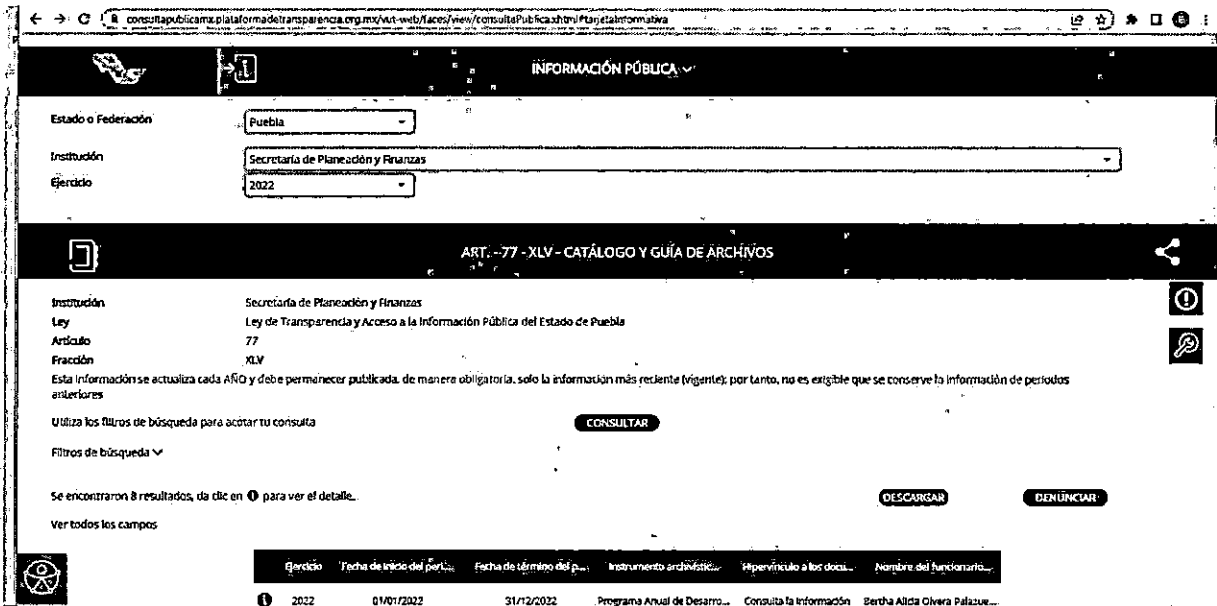 consultapublicamx.plataformadetransparencia.org.mx/vut-web/faces/view/consultaPublica.xhtml#tarjetaInformativa
INFORMACIÓN PÚBLICA
Estado o Federación
Puebla
Institución
Secretaría de Planeación y Finanzas
Ejercicio
2022
ART. - 77 - XLV - CATÁLOGO Y GUÍA DE ARCHIVOS
Institución Secretaría de Planeación y Finanzas
Ley Ley de Transparencia y Acceso a la Información Pública del Estado de Puebla
Artículo 77
Fracción XLV
Esta información se actualiza cada AÑO y debe permanecer publicada, de manera obligatoria, solo la información más reciente (vigente); por tanto, no es exigible que se conserve la información de periodos
anteriores
Utiliza los filtros de búsqueda para acotar tu consulta CONSULTAR
Filtros de búsqueda
Se encontraron 8 resultados, da clic en i para ver el detalle.. DESCARGAR DENUNCIAR
Ver todos los campos
Ejercicio Fecha de inicio del perí... Fecha de término del p... Instrumento archivístic... Hipervínculo a los docu... Nombre del funcionario...
2022 01/01/2022 31/12/2022 Programa Anual de Desarro... Consulta la información Bertha Alicia Olvera Palazue...